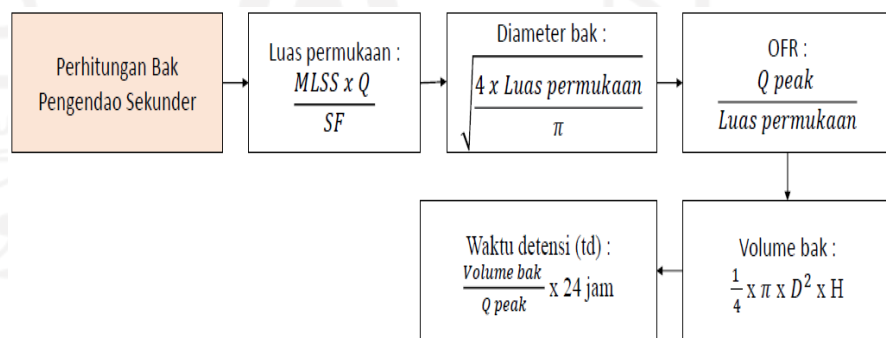 Perhitungan Bak
Pengendao Sekunder
Luas permukaan :
MLSS x Q
SF
Diameter bak :
√
4 x Luas permukaan
π
OFR :
Q peak
Luas permukaan
Volume bak :
1
4
x π x D² x H
Waktu detensi (td) :
Volume bak
Q peak
x 24 jam